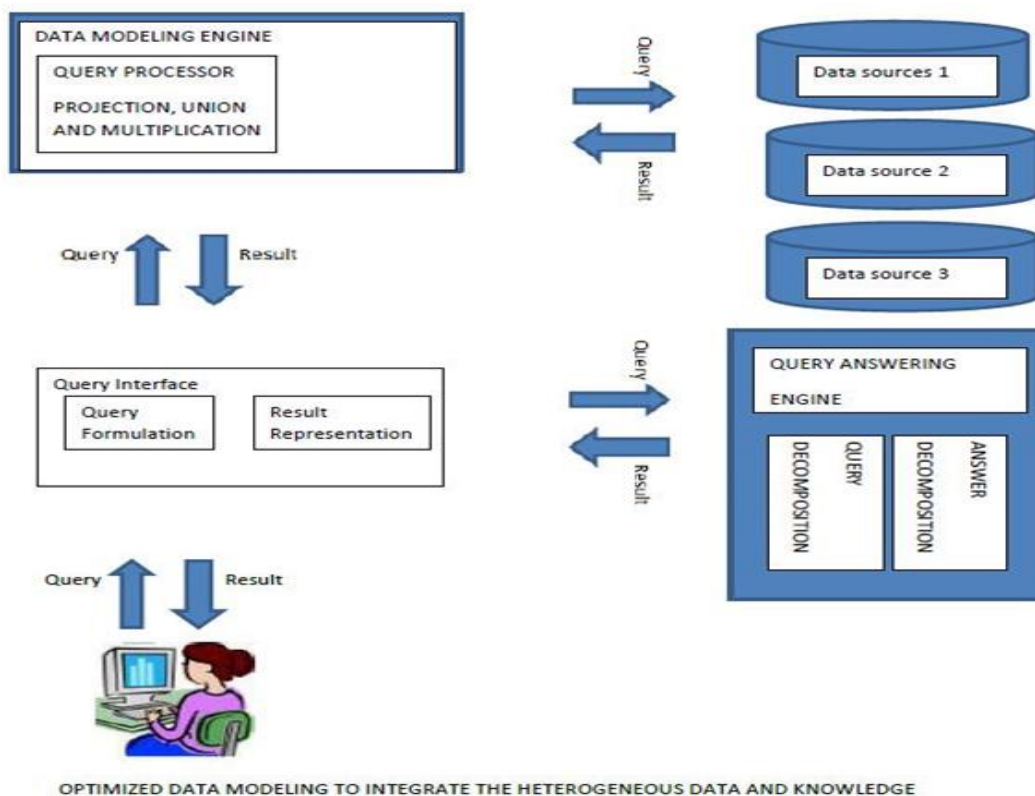 DATA MODELING ENGINE
QUERY PROCESSOR
PROJECTION, UNION
AND MULTIPLICATION
Query
Result
Data sources 1
Data source 2
Data source 3
Query
Result
Query Interface
Query
Formulation
Result
Representation
Query
Result
QUERY ANSWERING
ENGINE
QUERY
DECOMPOSITION
ANSWER
DECOMPOSITION
Query
Result
OPTIMIZED DATA MODELING TO INTEGRATE THE HETEROGENEOUS DATA AND KNOWLEDGE